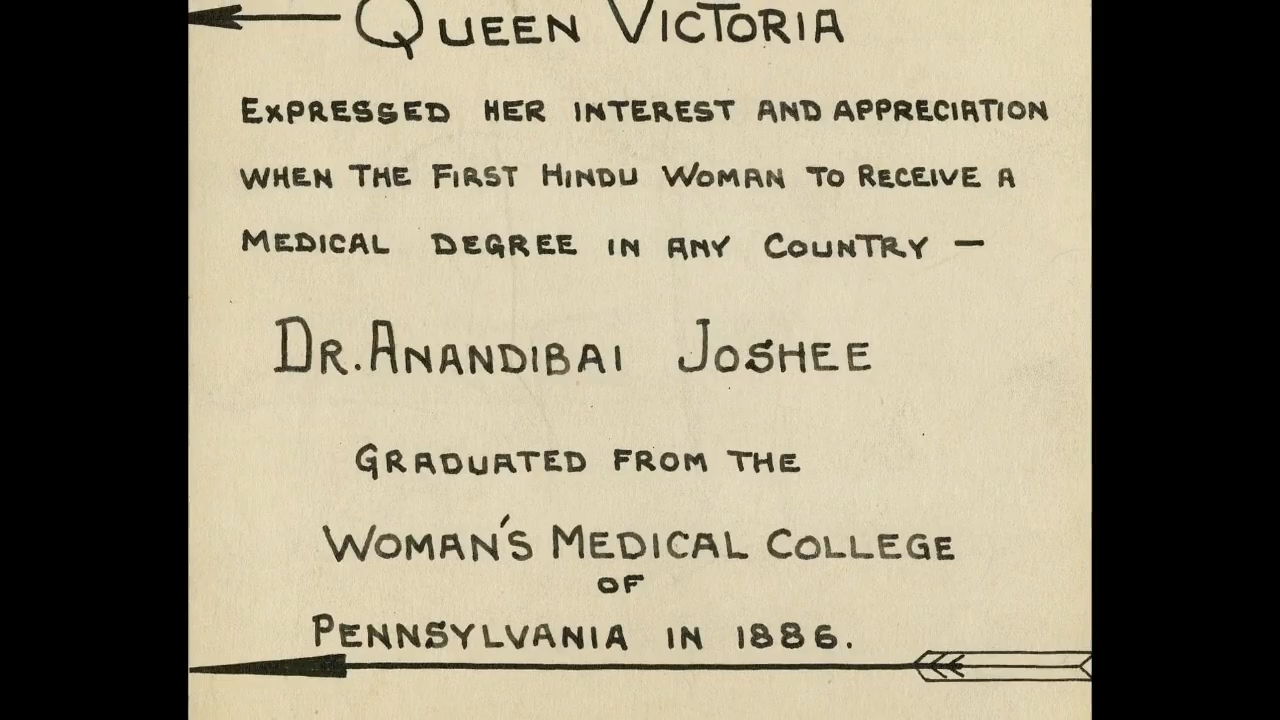 QUEEN VICTORIA
EXPRESSED HER INTEREST AND APPRECIATION
WHEN THE FIRST HINDU WOMAN TO RECEIVE A
MEDICAL DEGREE IN ANY COUNTRY —
DR. ANANDIBAI JOSHEE
GRADUATED FROM THE
WOMAN'S MEDICAL COLLEGE
OF
PENNSYLVANIA IN 1886.